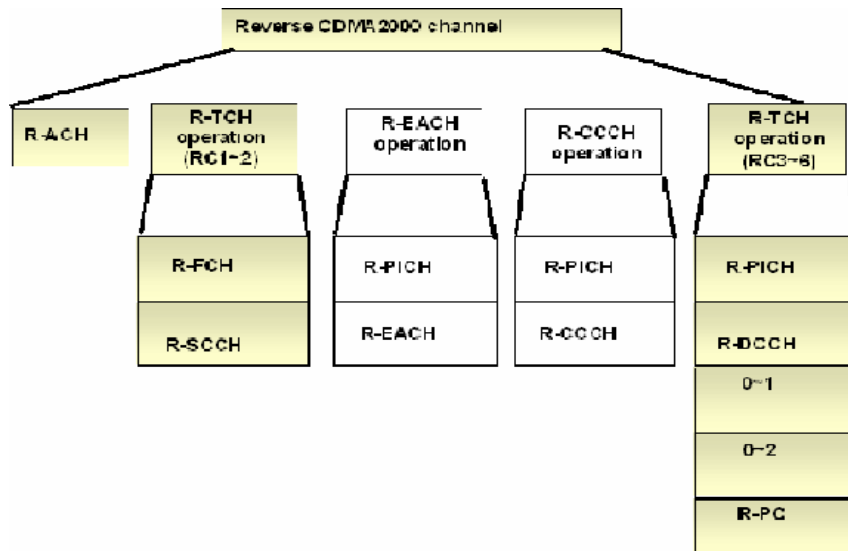 Reverse CDMA2000 channel
R-ACH
R-TCH
operation
(RC1~2)
R-EACH
operation
R-CCCH
operation
R-TCH
operation
(RC3~6)
R-FCH
R-SCCH
R-PICH
R-EACH
R-PICH
R-CCCH
R-PICH
R-DCCH
0~1
0~2
R-PC